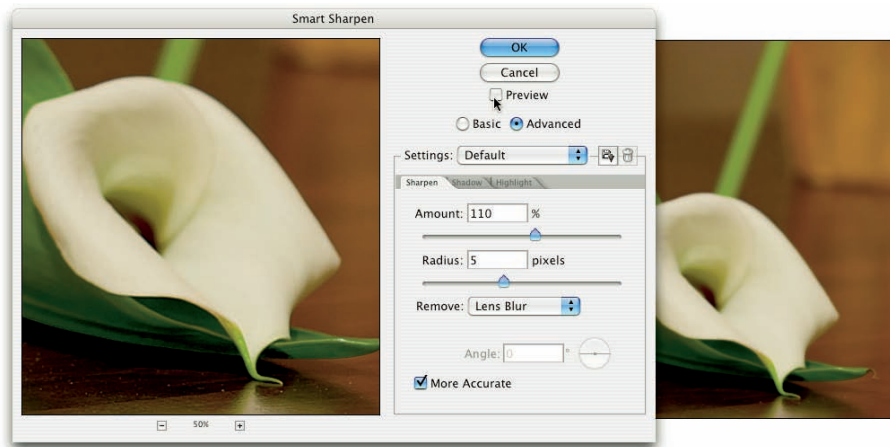 Smart Sharpen
OK
Cancel
Preview
Basic Advanced
Settings: Default
Sharpen Shadow Highlight
Amount: 110 %
Radius: 5 pixels
Remove: Lens Blur
Angle: 0 °
More Accurate
50%